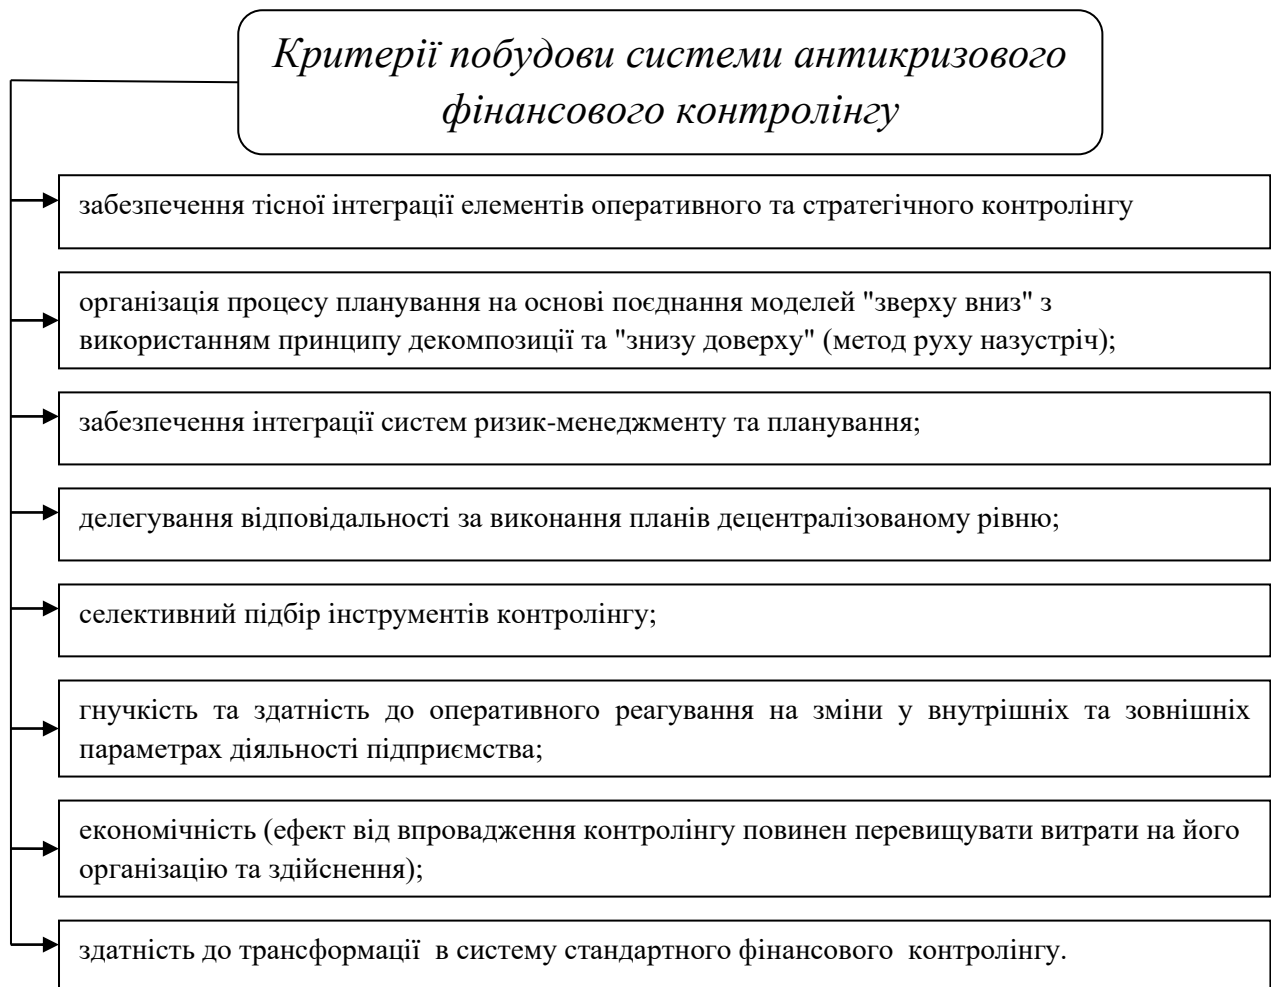 Критерії побудови системи антикризового
фінансового контролінгу
забезпечення тісної інтеграції елементів оперативного та стратегічного контролінгу
організація процесу планування на основі поєднання моделей "зверху вниз" з
використанням принципу декомпозиції та "знизу доверху" (метод руху назустріч);
забезпечення інтеграції систем ризик-менеджменту та планування;
делегування відповідальності за виконання планів децентралізованому рівню;
селективний підбір інструментів контролінгу;
гнучкість та здатність до оперативного реагування на зміни у внутрішніх та зовнішніх
параметрах діяльності підприємства;
економічність (ефект від впровадження контролінгу повинен перевищувати витрати на його
організацію та здійснення);
здатність до трансформації в систему стандартного фінансового контролінгу.